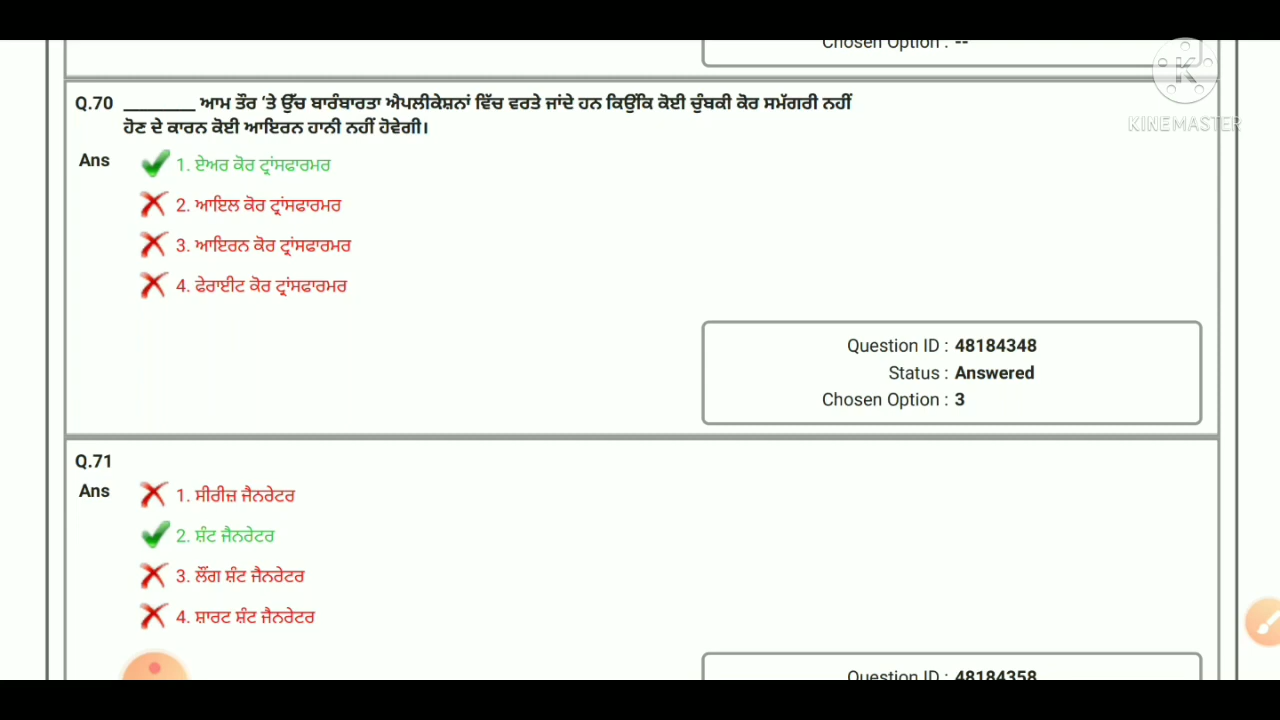 Chosen Option : --
K
KINEMASTER
Q.70 ________ ਆਮ ਤੌਰ ‘ਤੇ ਉੱਚ ਬਾਰੰਬਾਰਤਾ ਐਪਲੀਕੇਸ਼ਨਾਂ ਵਿੱਚ ਵਰਤੇ ਜਾਂਦੇ ਹਨ ਕਿਉਂਕਿ ਕੋਈ ਚੁੰਬਕੀ ਕੋਰ ਸਮੱਗਰੀ ਨਹੀਂ
ਹੋਣ ਦੇ ਕਾਰਨ ਕੋਈ ਆਇਰਨ ਹਾਨੀ ਨਹੀਂ ਹੋਵੇਗੀ।
Ans 1. ਏਅਰ ਕੋਰ ਟ੍ਰਾਂਸਫਾਰਮਰ
2. ਆਇਲ ਕੋਰ ਟ੍ਰਾਂਸਫਾਰਮਰ
3. ਆਇਰਨ ਕੋਰ ਟ੍ਰਾਂਸਫਾਰਮਰ
4. ਫੇਰਾਈਟ ਕੋਰ ਟ੍ਰਾਂਸਫਾਰਮਰ
Question ID : 48184348
Status : Answered
Chosen Option : 3
Q.71
Ans 1. ਸੀਰੀਜ਼ ਜੈਨਰੇਟਰ
2. ਸ਼ੰਟ ਜੈਨਰੇਟਰ
3. ਲੌਂਗ ਸ਼ੰਟ ਜੈਨਰੇਟਰ
4. ਸ਼ਾਰਟ ਸ਼ੰਟ ਜੈਨਰੇਟਰ
Question ID : 48184358